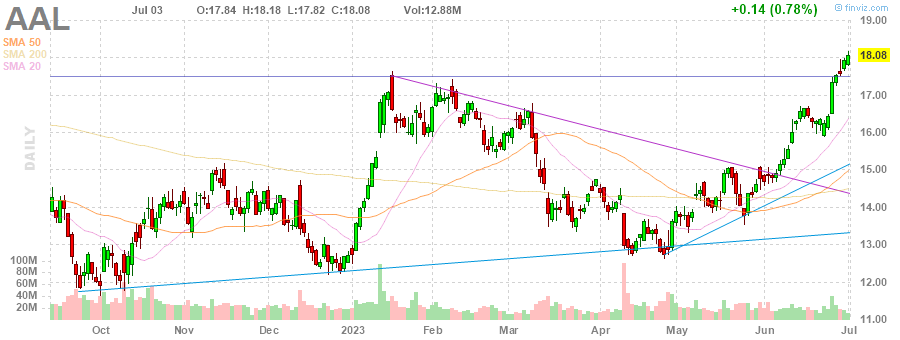 AAL
Jul 03 O:17.84 H:18.18 L:17.82 C:18.08 Vol:12.88M +0.14 (0.78%) © finviz.com
SMA 50
SMA 200
SMA 20
DAILY
19.00
18.08
17.00
16.00
15.00
14.00
13.00
12.00
11.00
100M
80M
60M
40M
20M
Oct Nov Dec 2023 Feb Mar Apr May Jun Jul